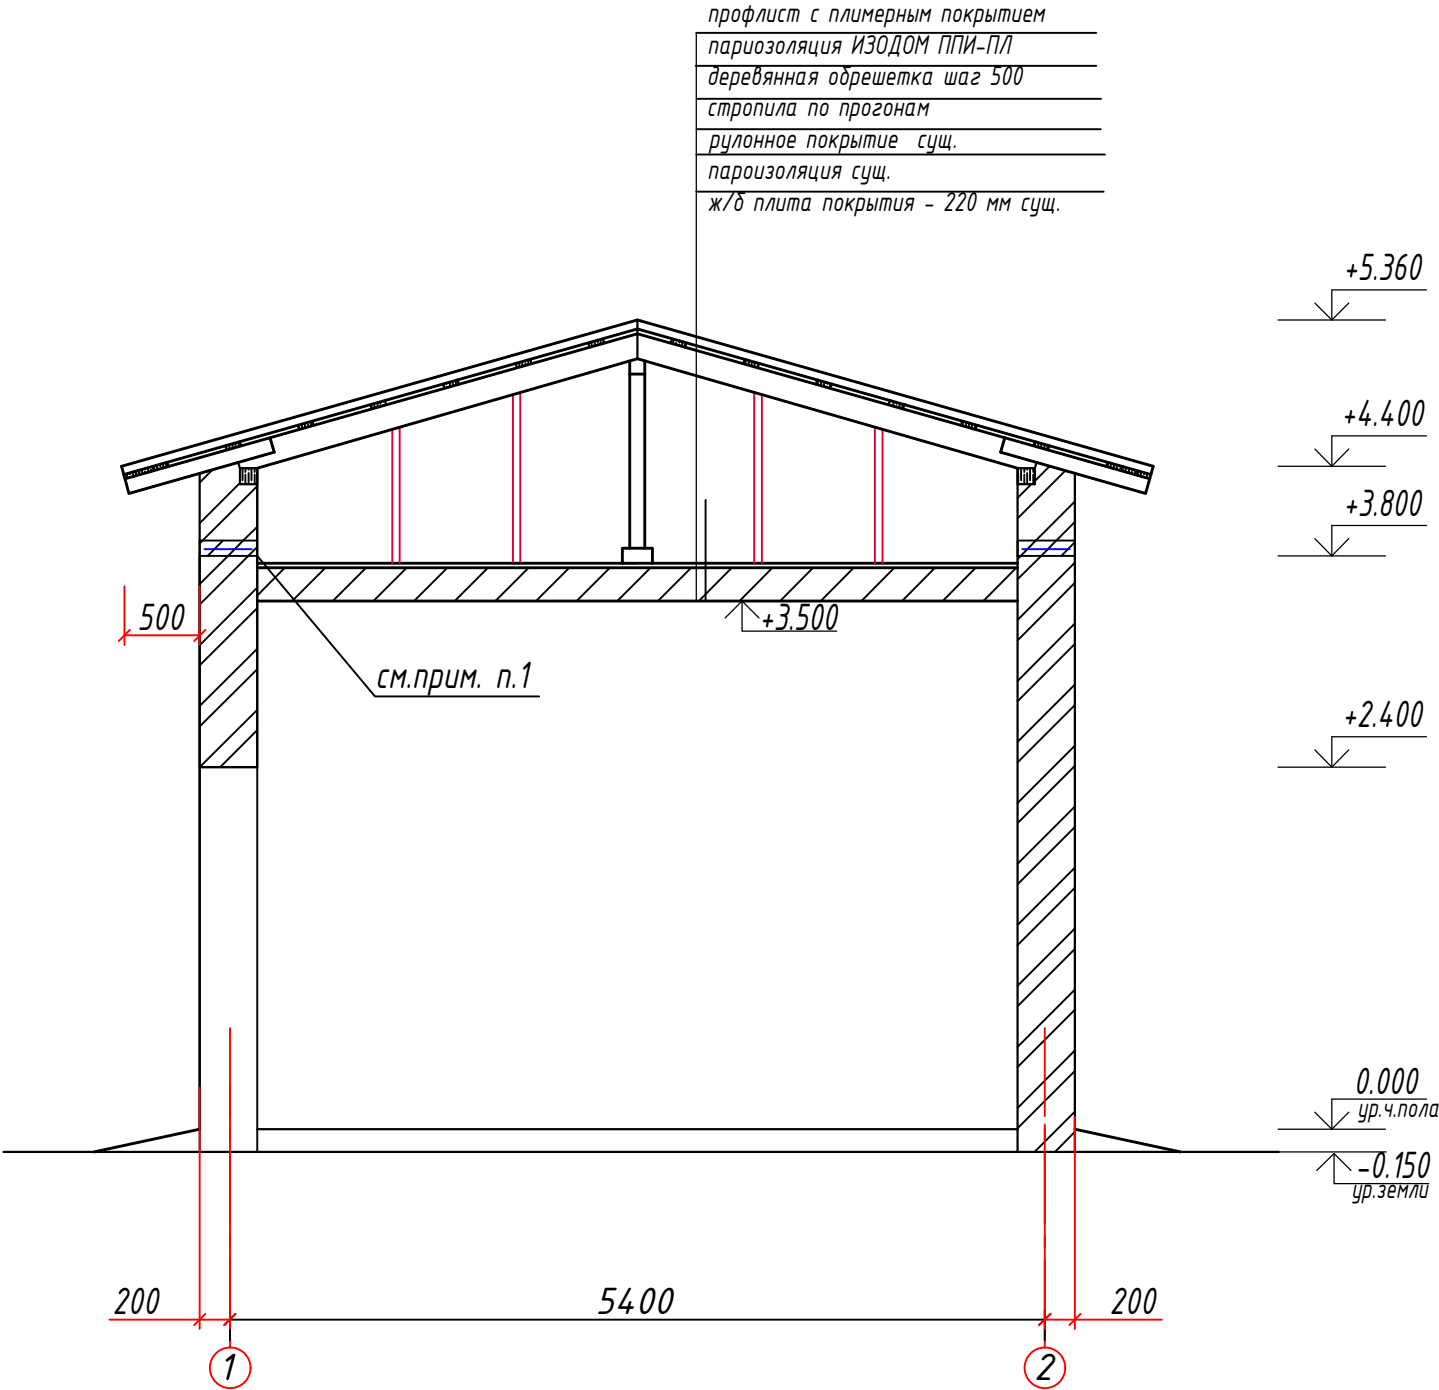 профлист с плимерным покрытием
париозоляция ИЗОДОМ ППИ-ПЛ
деревянная обрешетка шаг 500
стропила по прогонам
рулонное покрытие сущ.
пароизоляция сущ.
ж/б плита покрытия - 220 мм сущ.
+5.360
+4.400
+3.800
500
+3.500
см.прим. п.1
+2.400
0.000
ур.ч.пола
-0.150
ур.земли
200
5400
200
1
2